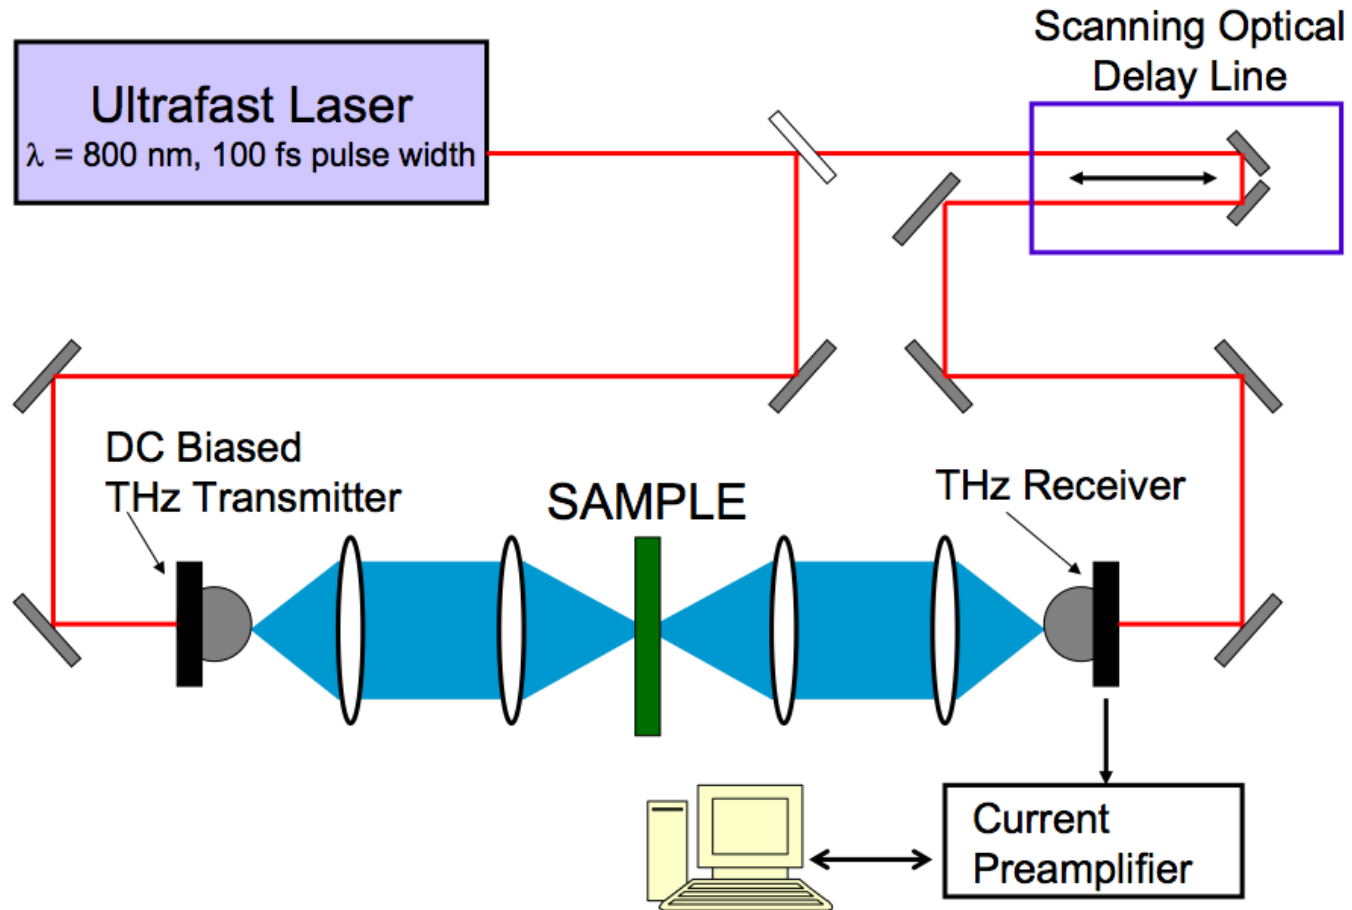 Scanning Optical
Delay Line
Ultrafast Laser
λ = 800 nm, 100 fs pulse width
DC Biased
THz Transmitter
SAMPLE
THz Receiver
Current
Preamplifier